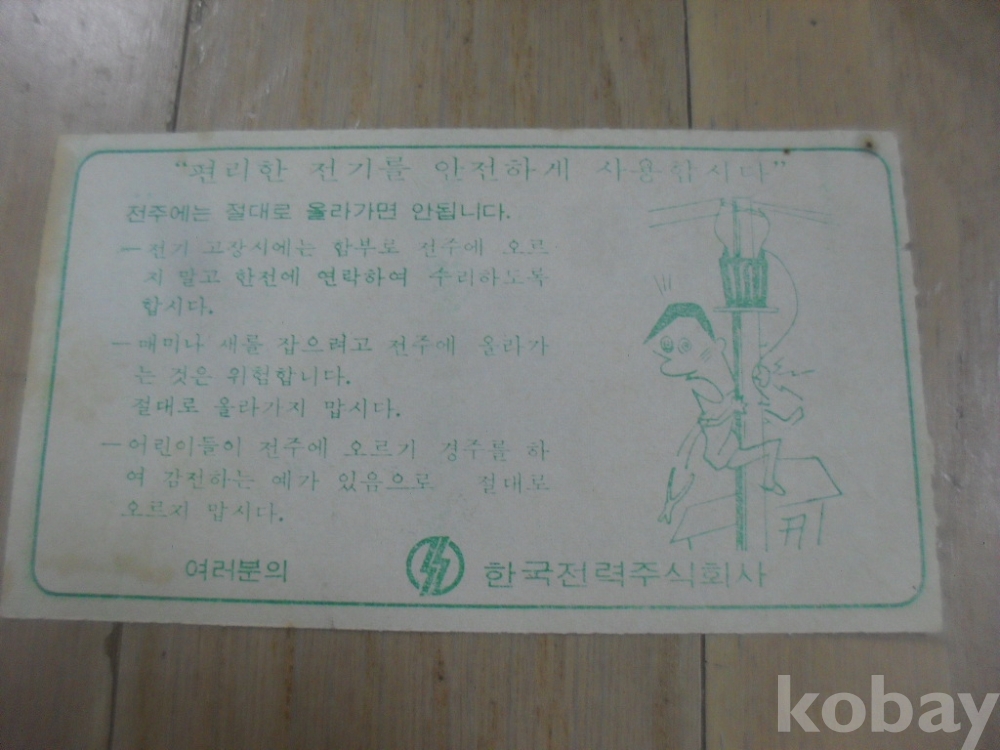 "편리한 전기를 안전하게 사용합시다"
전주에는 절대로 올라가면 안됩니다.
—전기 고장시에는 함부로 전주에 오르
지 말고 한전에 연락하여 수리하도록
합시다.
—매미나 새를 잡으려고 전주에 올라가
는 것은 위험합니다.
절대로 올라가지 맙시다.
—어린이들이 전주에 오르기 경주를 하
여 감전하는 예가 있음으로 절대로
오르지 맙시다.
여러분의 한국전력주식회사
kobay